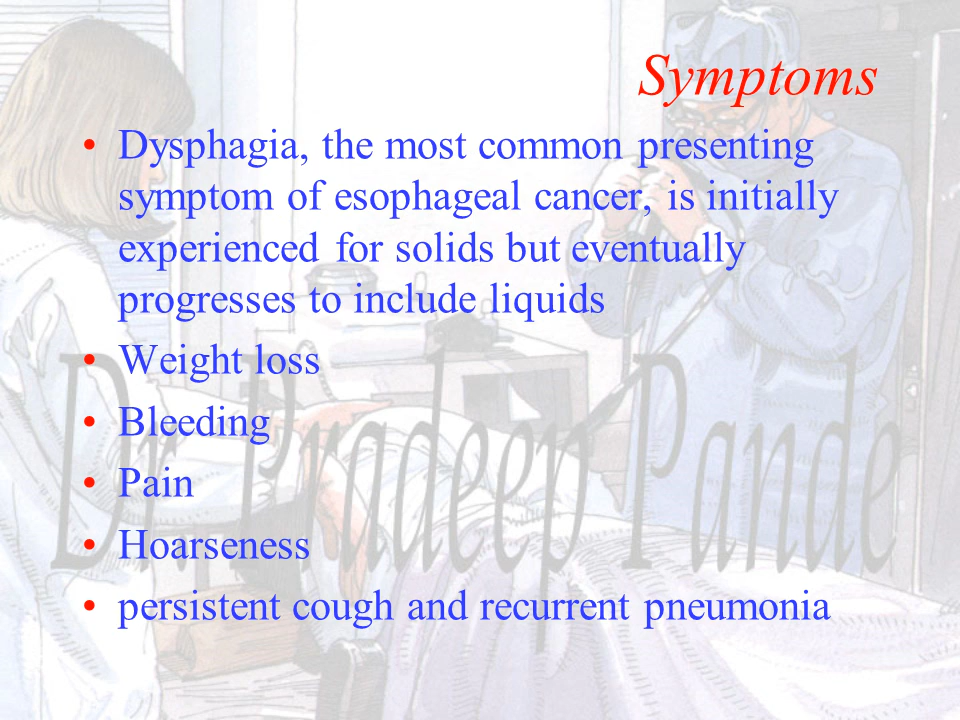 Symptoms
• Dysphagia, the most common presenting
symptom of esophageal cancer, is initially
experienced for solids but eventually
progresses to include liquids
• Weight loss
• Bleeding
• Pain
• Hoarseness
• persistent cough and recurrent pneumonia
Dr. Pradeep Pande